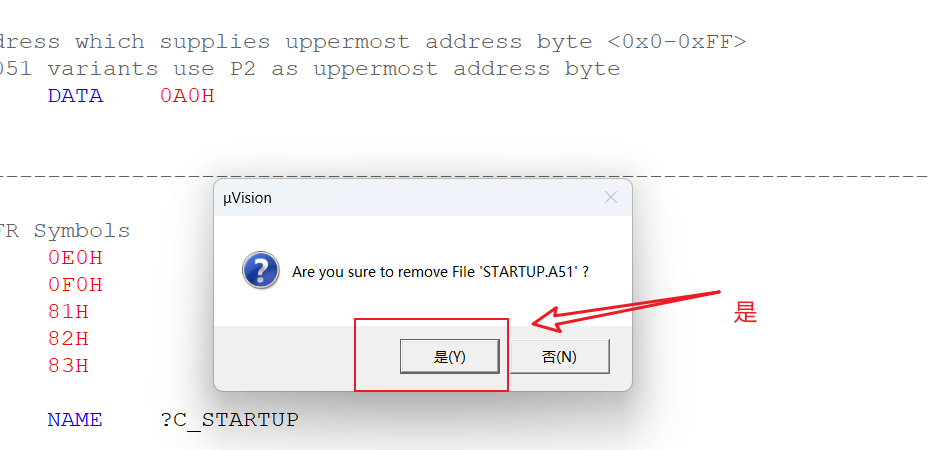 dress which supplies uppermost address byte <0x0-0xFF>
051 variants use P2 as uppermost address byte
DATA 0A0H
μVision
FR Symbols
0E0H
0F0H
Are you sure to remove File 'STARTUP.A51' ?
81H
82H
83H
是(Y) 否(N)
是
NAME ?C_STARTUP